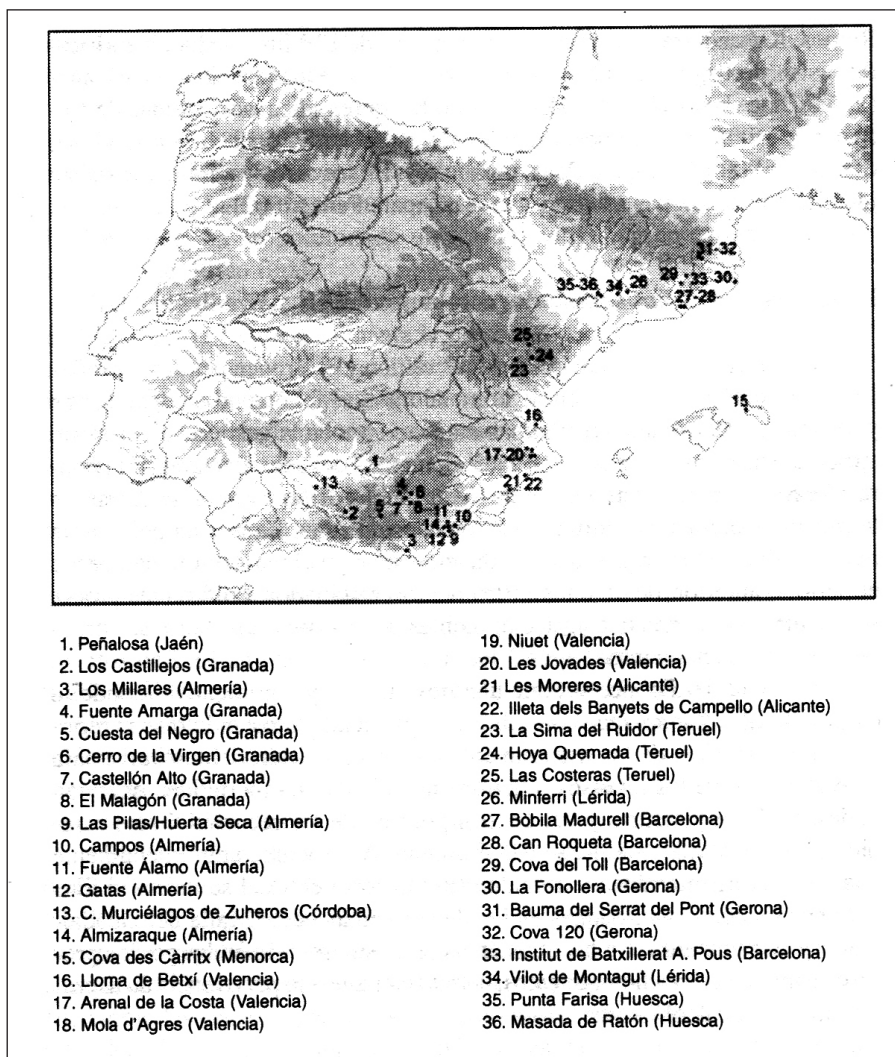 31-32
29
33
30
35-36
34
26
27-28
25
24
23
15
16
17-20
1
13
21
22
4
6
7
8
5
2
11
10
14
12
9
3
1. Peñalosa (Jaén)
2. Los Castillejos (Granada)
3. Los Millares (Almería)
4. Fuente Amarga (Granada)
5. Cuesta del Negro (Granada)
6. Cerro de la Virgen (Granada)
7. Castellón Alto (Granada)
8. El Malagón (Granada)
9. Las Pilas/Huerta Seca (Almería)
10. Campos (Almería)
11. Fuente Álamo (Almería)
12. Gatas (Almería)
13. C. Murciélagos de Zuheros (Córdoba)
14. Almizaraque (Almería)
15. Cova des Càrritx (Menorca)
16. Lloma de Betxí (Valencia)
17. Arenal de la Costa (Valencia)
18. Mola d'Agres (Valencia)
19. Niuet (Valencia)
20. Les Jovades (Valencia)
21 Les Moreres (Alicante)
22. Illeta dels Banyets de Campello (Alicante)
23. La Sima del Ruidor (Teruel)
24. Hoya Quemada (Teruel)
25. Las Costeras (Teruel)
26. Minferri (Lérida)
27. Bòbila Madurell (Barcelona)
28. Can Roqueta (Barcelona)
29. Cova del Toll (Barcelona)
30. La Fonollera (Gerona)
31. Bauma del Serrat del Pont (Gerona)
32. Cova 120 (Gerona)
33. Institut de Batxillerat A. Pous (Barcelona)
34. Vilot de Montagut (Lérida)
35. Punta Farisa (Huesca)
36. Masada de Ratón (Huesca)